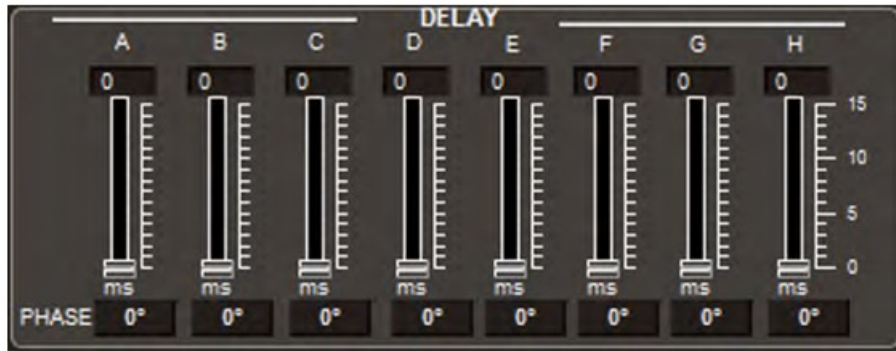 DELAY
A B C D E F G H
0 0 0 0 0 0 0 0
15
10
5
0
ms ms ms ms ms ms ms ms
PHASE 0° 0° 0° 0° 0° 0° 0° 0°